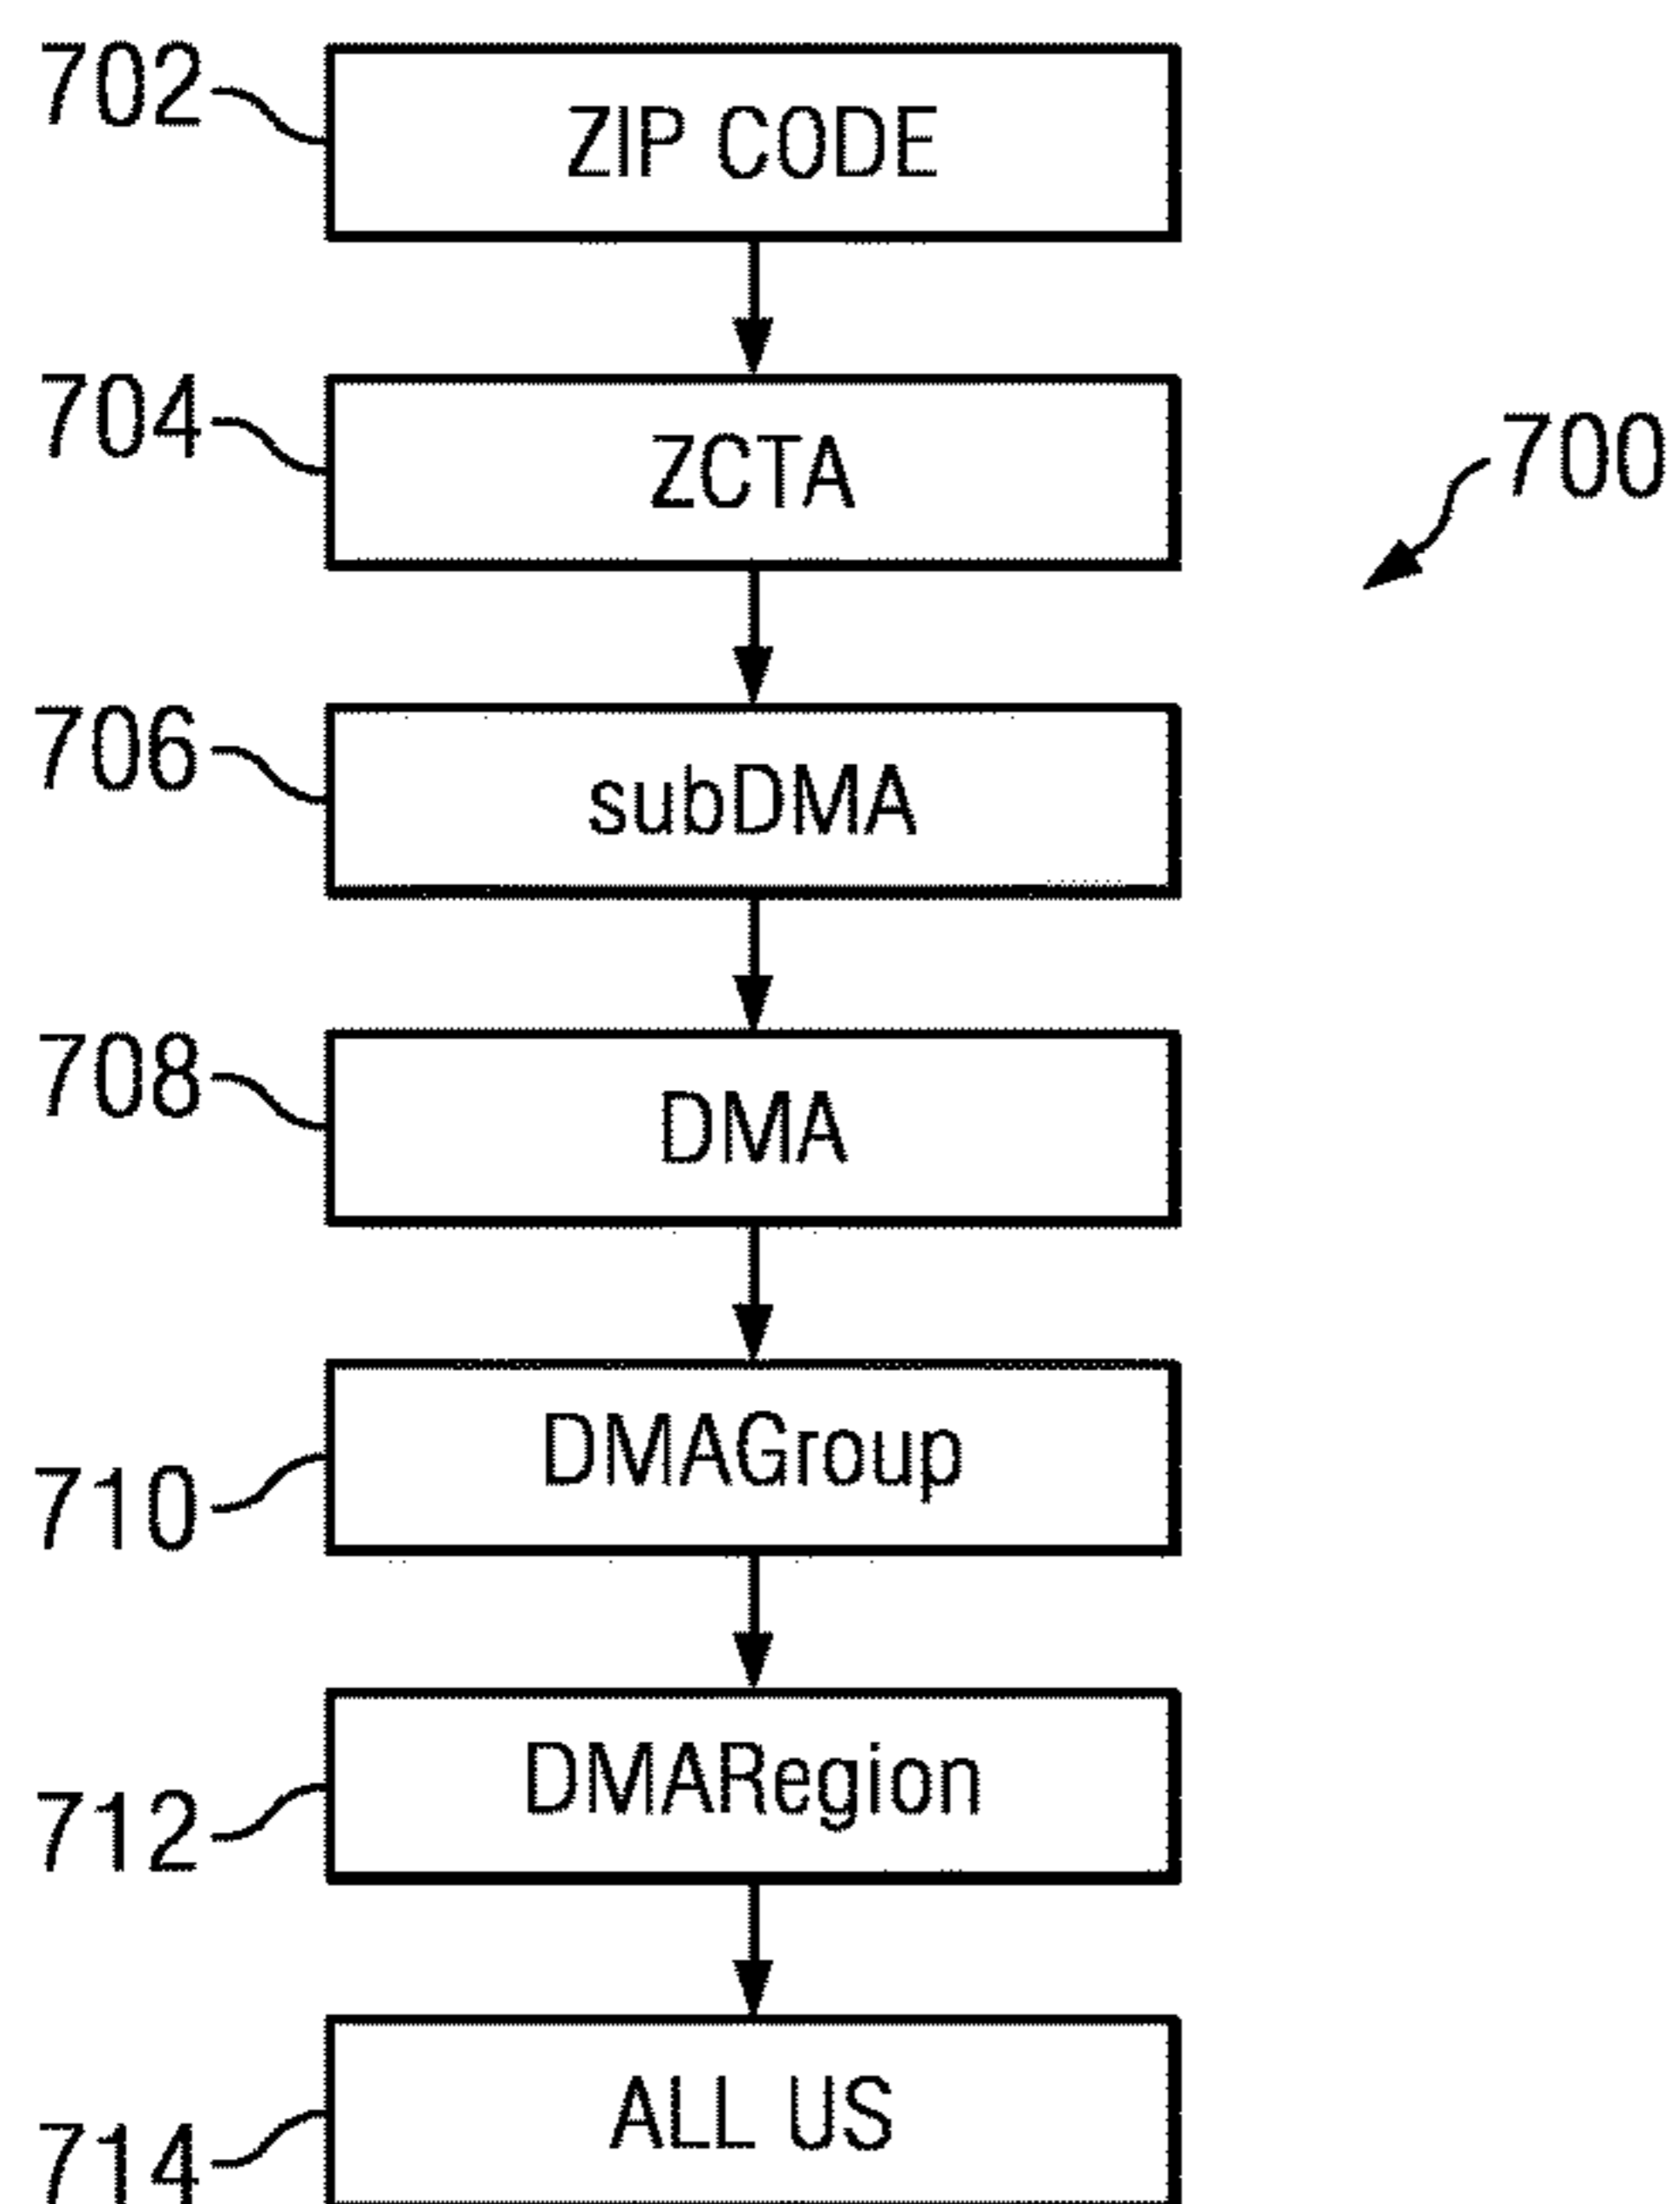 702
ZIP CODE
704
ZCTA
700
706
subDMA
708
DMA
DMAGroup
710
DMARegion
712
ALL US
714